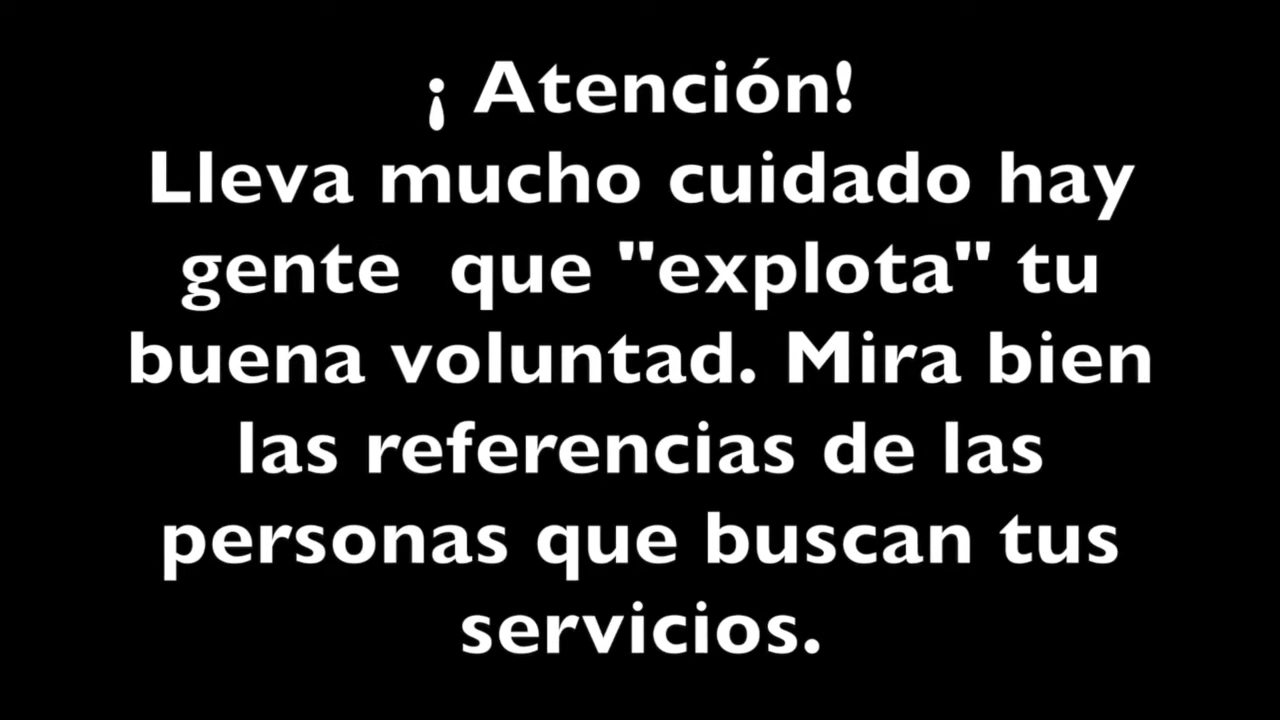 ¡ Atención!
Lleva mucho cuidado hay
gente  que "explota" tu
buena voluntad. Mira bien
las referencias de las
personas que buscan tus
servicios.